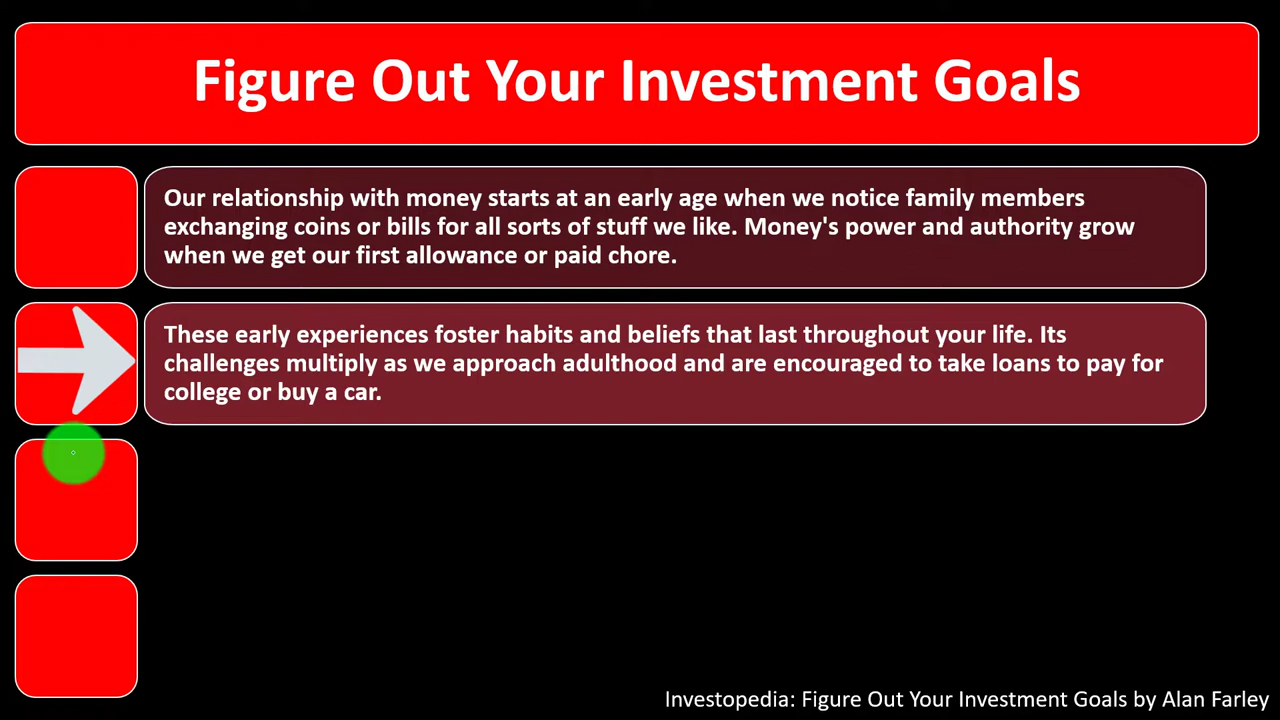 Figure Out Your Investment Goals
Our relationship with money starts at an early age when we notice family members
exchanging coins or bills for all sorts of stuff we like. Money's power and authority grow
when we get our first allowance or paid chore.
These early experiences foster habits and beliefs that last throughout your life. Its
challenges multiply as we approach adulthood and are encouraged to take loans to pay for
college or buy a car.
Investopedia: Figure Out Your Investment Goals by Alan Farley